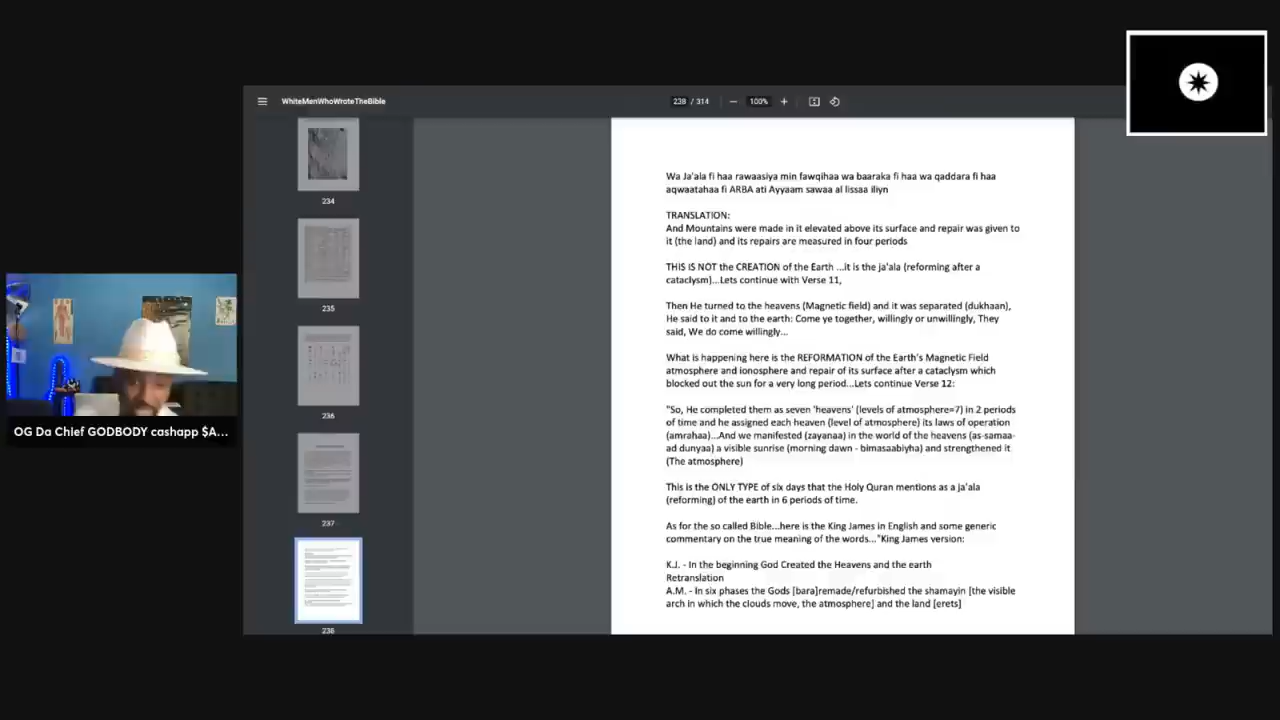 WhiteMenWhoWroteTheBible
238 / 314
100%
234
235
236
237
238
Wa Ja'ala fi haa rawaasiya min fawqihaa wa baaraka fi haa wa qaddara fi haa
aqwaatahaa fi ARBA ati Ayyaam sawaa al lissaa iliyn
TRANSLATION:
And Mountains were made in it elevated above its surface and repair was given to
it (the land) and its repairs are measured in four periods
THIS IS NOT the CREATION of the Earth ...it is the ja'ala (reforming after a
cataclysm)...Lets continue with Verse 11,
Then He turned to the heavens (Magnetic field) and it was separated (dukhaan),
He said to it and to the earth: Come ye together, willingly or unwillingly, They
said, We do come willingly...
What is happening here is the REFORMATION of the Earth's Magnetic Field
atmosphere and ionosphere and repair of its surface after a cataclysm which
blocked out the sun for a very long period...Lets continue Verse 12:
"So, He completed them as seven 'heavens' (levels of atmosphere=7) in 2 periods
of time and he assigned each heaven (level of atmosphere) its laws of operation
(amrahaa)...And we manifested (zayanaa) in the world of the heavens (as-samaa-
ad dunyaa) a visible sunrise (morning dawn - bimasaabiyha) and strengthened it
(The atmosphere)
This is the ONLY TYPE of six days that the Holy Quran mentions as a ja'ala
(reforming) of the earth in 6 periods of time.
As for the so called Bible...here is the King James in English and some generic
commentary on the true meaning of the words..."King James version:
K.J. - In the beginning God Created the Heavens and the earth
Retranslation
A.M. - In six phases the Gods [bara]remade/refurbished the shamayin [the visible
arch in which the clouds move, the atmosphere] and the land [erets]
OG Da Chief GODBODY cashapp $A...